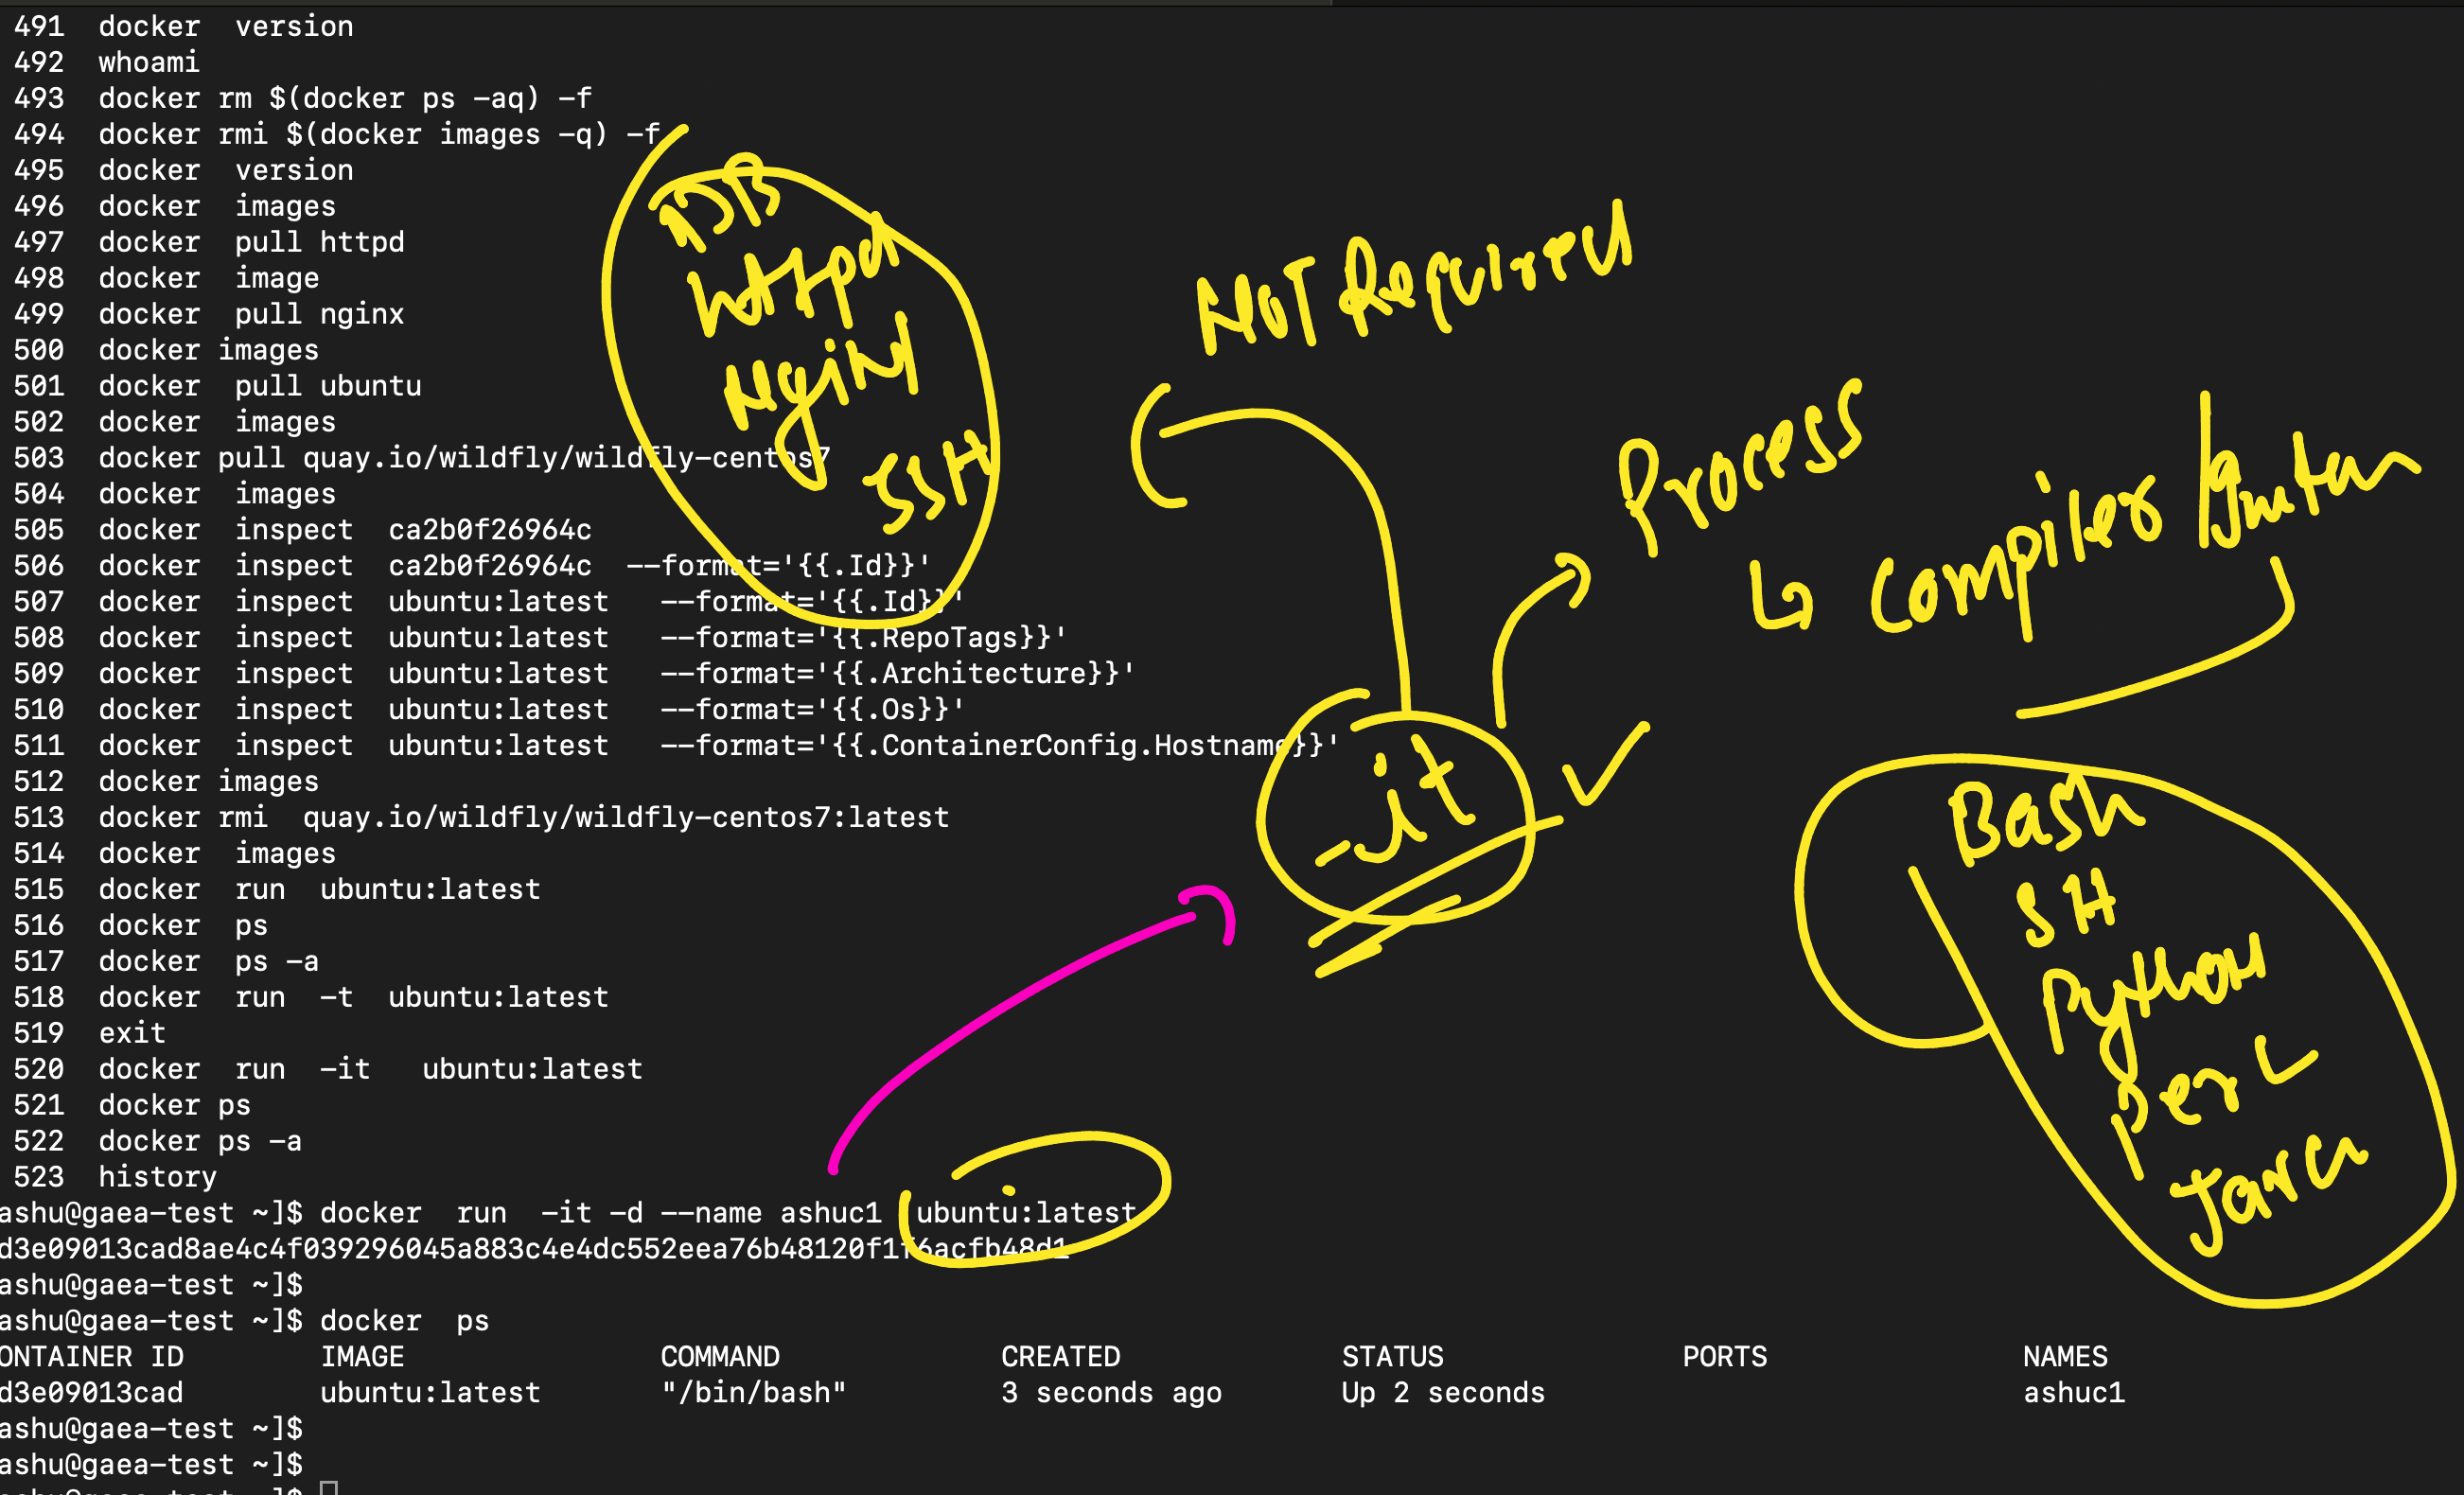 491  docker  version
492  whoami
493  docker rm $(docker ps -aq) -f
494  docker rmi $(docker images -q) -f
495  docker  version
496  docker  images
497  docker  pull httpd
498  docker  image
499  docker  pull nginx
500  docker images
501  docker  pull ubuntu
502  docker  images
503  docker pull quay.io/wildfly/wildfly-centos7
504  docker  images
505  docker  inspect  ca2b0f26964c
506  docker  inspect  ca2b0f26964c  --format='{{.Id}}'
507  docker  inspect  ubuntu:latest   --format='{{.Id}}'
508  docker  inspect  ubuntu:latest   --format='{{.RepoTags}}'
509  docker  inspect  ubuntu:latest   --format='{{.Architecture}}'
510  docker  inspect  ubuntu:latest   --format='{{.Os}}'
511  docker  inspect  ubuntu:latest   --format='{{.ContainerConfig.Hostname}}'
512  docker images
513  docker rmi  quay.io/wildfly/wildfly-centos7:latest
514  docker  images
515  docker  run  ubuntu:latest
516  docker  ps
517  docker  ps -a
518  docker  run  -t  ubuntu:latest
519  exit
520  docker  run  -it   ubuntu:latest
521  docker ps
522  docker ps -a
523  history
ashu@gaea-test ~]$ docker  run  -it -d --name ashuc1  ubuntu:latest
d3e09013cad8ae4c4f039296045a883c4e4dc552eea76b48120f1f6acfb48d1
ashu@gaea-test ~]$
ashu@gaea-test ~]$ docker  ps
ONTAINER ID        IMAGE               COMMAND             CREATED             STATUS              PORTS               NAMES
d3e09013cad        ubuntu:latest       "/bin/bash"         3 seconds ago       Up 2 seconds                            ashuc1
ashu@gaea-test ~]$
ashu@gaea-test ~]$
ashu@gaea-test ~]$
DB
httpd
Nginx
SSH
NOT Required
Process
Compiler /
-it
Bash
SH
Python
Perl
Java